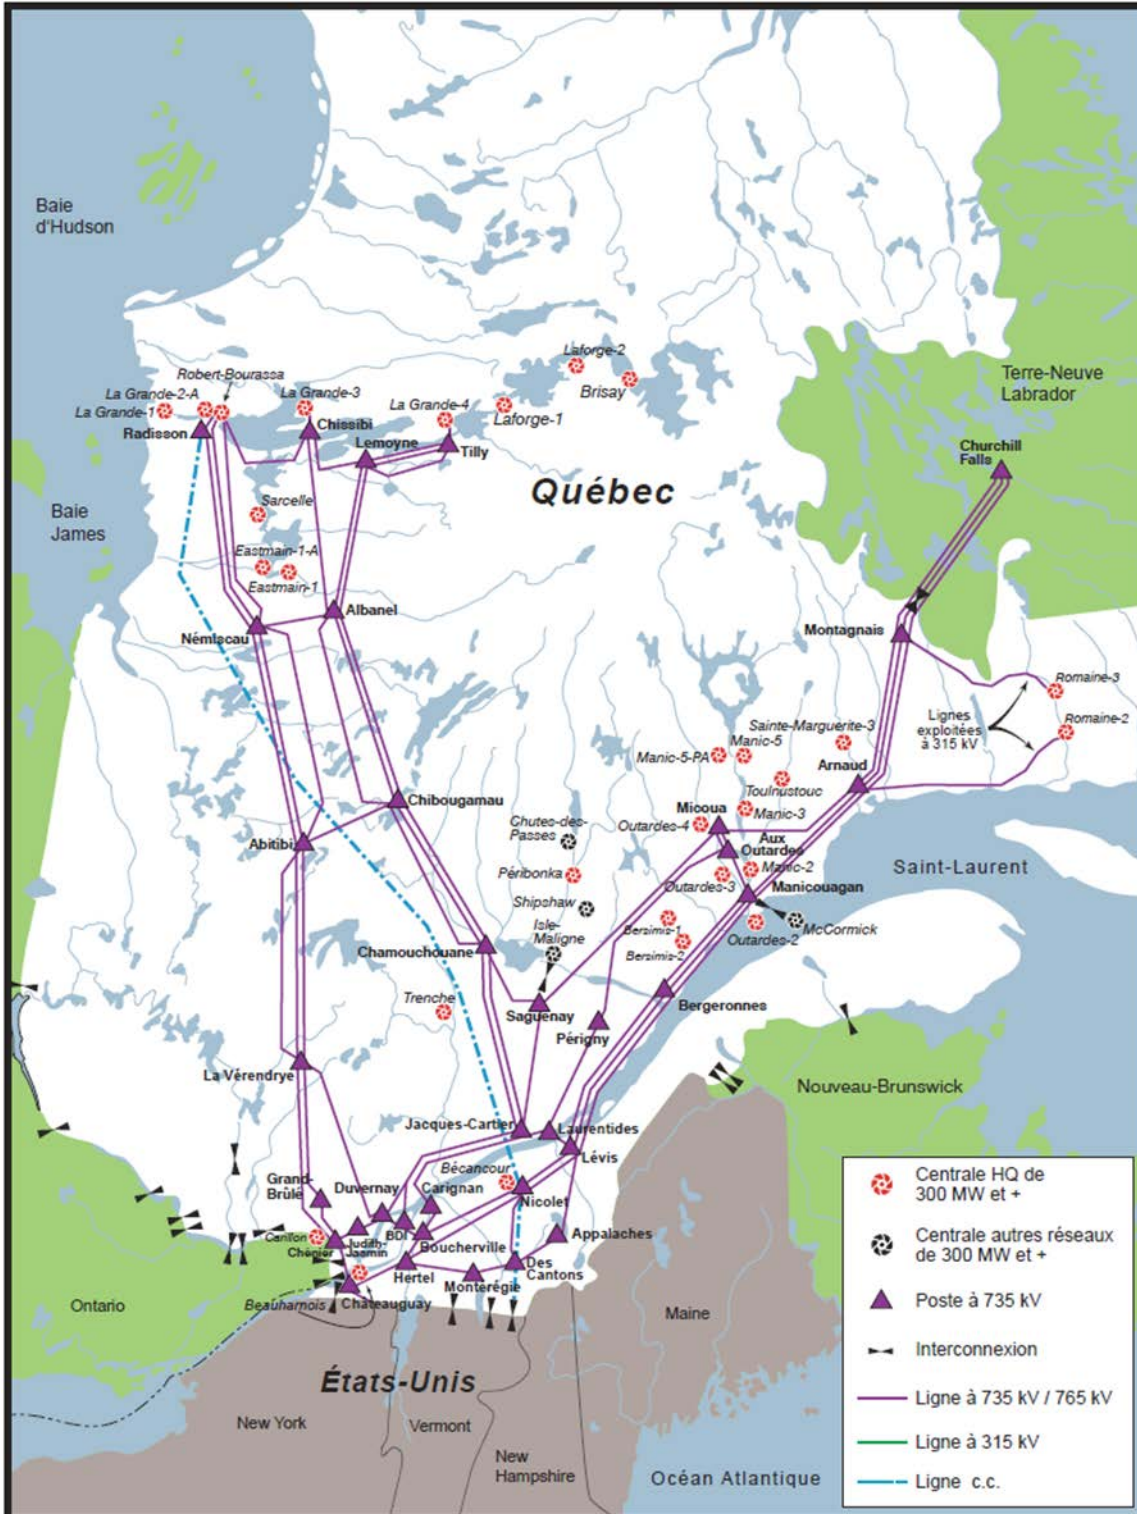 Baie
d'Hudson
Terre-Neuve
Labrador
Laforge-2
Robert-Bourassa
La Grande-2-A
La Grande-3
Brisay
La Grande-1
La Grande-4
Laforge-1
Radisson
Chissibi
Lemoyne
Tilly
Churchill
Falls
Québec
Baie
James
Sarcelle
Eastmain-1-A
Eastmain-1
Albanel
Némiscau
Montagnais
Romaine-3
Romaine-2
Lignes
exploitées
à 315 kV
Sainte-Marguerite-3
Manic-5
Manic-5-PA
Arnaud
Toulnustouc
Chibougamau
Micoua
Manic-3
Chutes-des-
Passes
Outardes-4
Aux
Outardes
Abitibi
Manic-2
Saint-Laurent
Péribonka
Outardes-3
Manicouagan
Shipshaw
Isle-
Maligne
Bersimis-1
Outardes-2
McCormick
Chamouchouane
Bersimis-2
Trenche
Saguenay
Bergeronnes
Périgny
La Vérendrye
Nouveau-Brunswick
Jacques-Cartier
Laurentides
Lévis
Bécancour
Grand-
Brûlé
Duvernay
Carignan
Nicolet
Carillon
Chénier
Judith-
Jasmin
BDI
Boucherville
Appalaches
Hertel
Des
Cantons
Montérégie
Beauharnois
Châteauguay
Ontario
Maine
États-Unis
New York
Vermont
New
Hampshire
Océan Atlantique
Centrale HQ de
300 MW et +
Centrale autres réseaux
de 300 MW et +
Poste à 735 kV
Interconnexion
Ligne à 735 kV / 765 kV
Ligne à 315 kV
Ligne c.c.